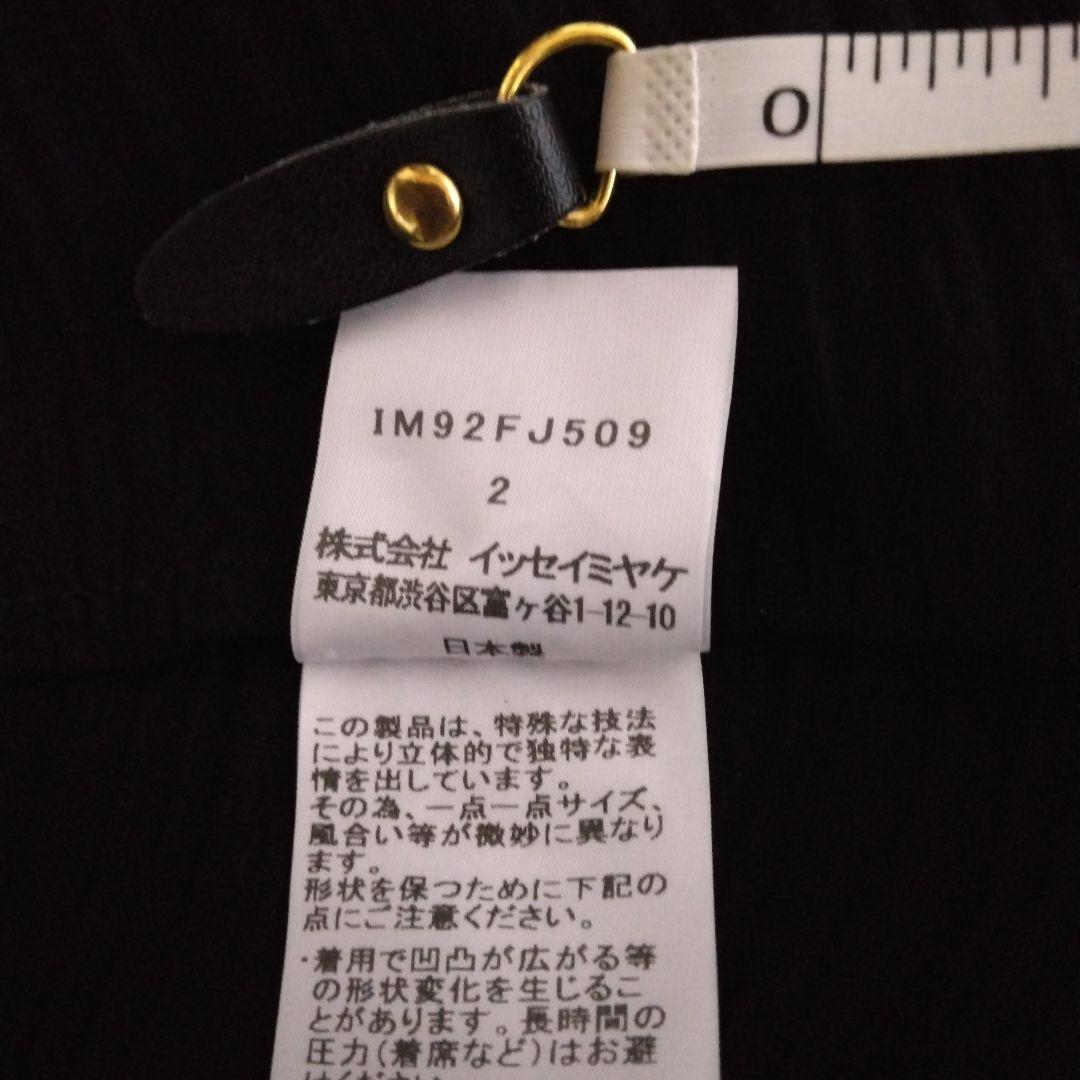 0
IM92FJ509
2
株式会社 イッセイミヤケ
東京都渋谷区富ヶ谷1-12-10
日本製
この製品は、特殊な技法
により立体的で独特な表
情を出しています。
その為、一点一点サイズ、
風合い等が微妙に異なり
ます。
形状を保つために下記の
点にご注意ください。
・着用で凹凸が広がる等
の形状変化を生じるこ
とがあります。長時間の
圧力(着席など)はお避
けください